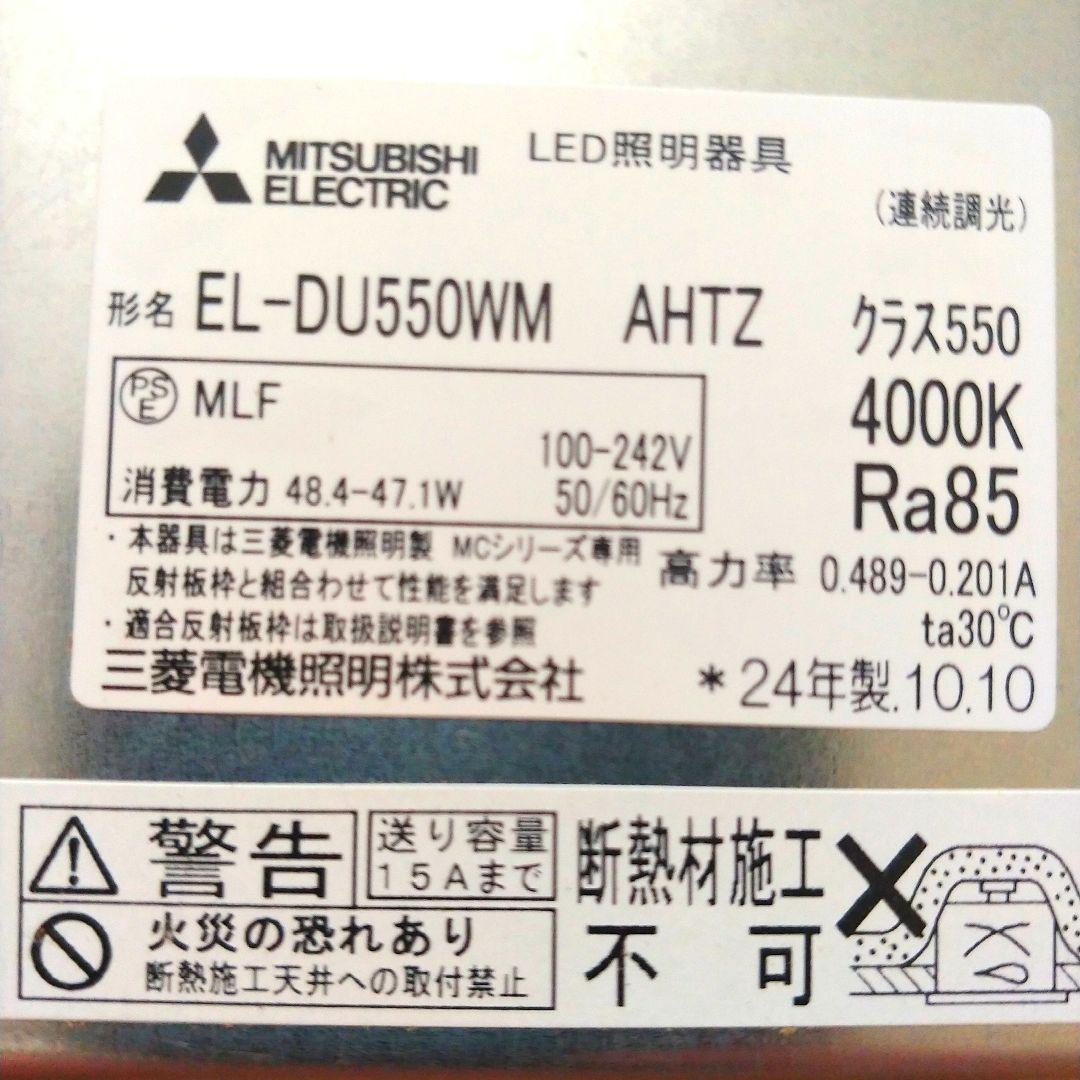 MITSUBISHI
ELECTRIC
LED照明器具
(連続調光)
形名 EL-DU550WM AHTZ クラス550
PS
E
MLF
4000K
100-242V
消費電力 48.4-47.1W 50/60Hz
Ra85
・本器具は三菱電機照明製 MCシリーズ専用
反射板枠と組合わせて性能を満足します
高力率 0.489-0.201A
・適合反射板枠は取扱説明書を参照
ta30℃
三菱電機照明株式会社 *24年製.10.10
警告
送り容量
15Aまで
火災の恐れあり
断熱施工天井への取付禁止
断熱材施工
不可